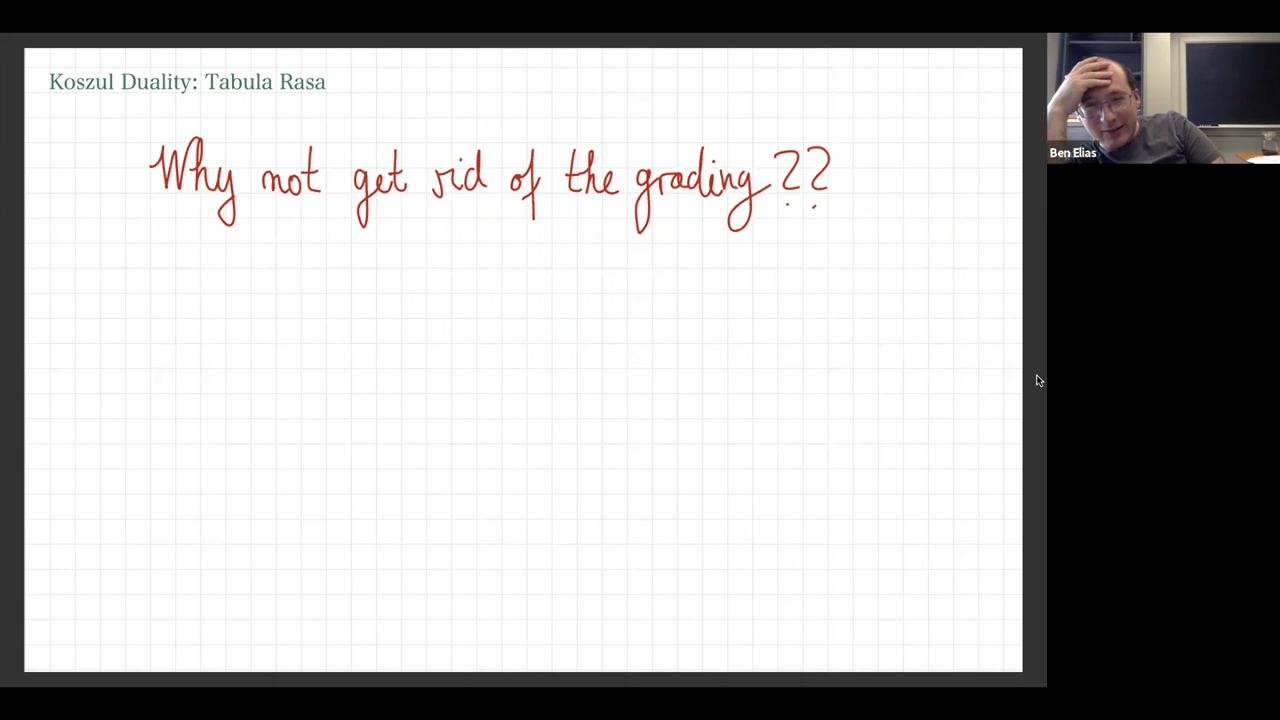 Koszul Duality: Tabula Rasa
Why not get rid of the grading??
Ben Elias